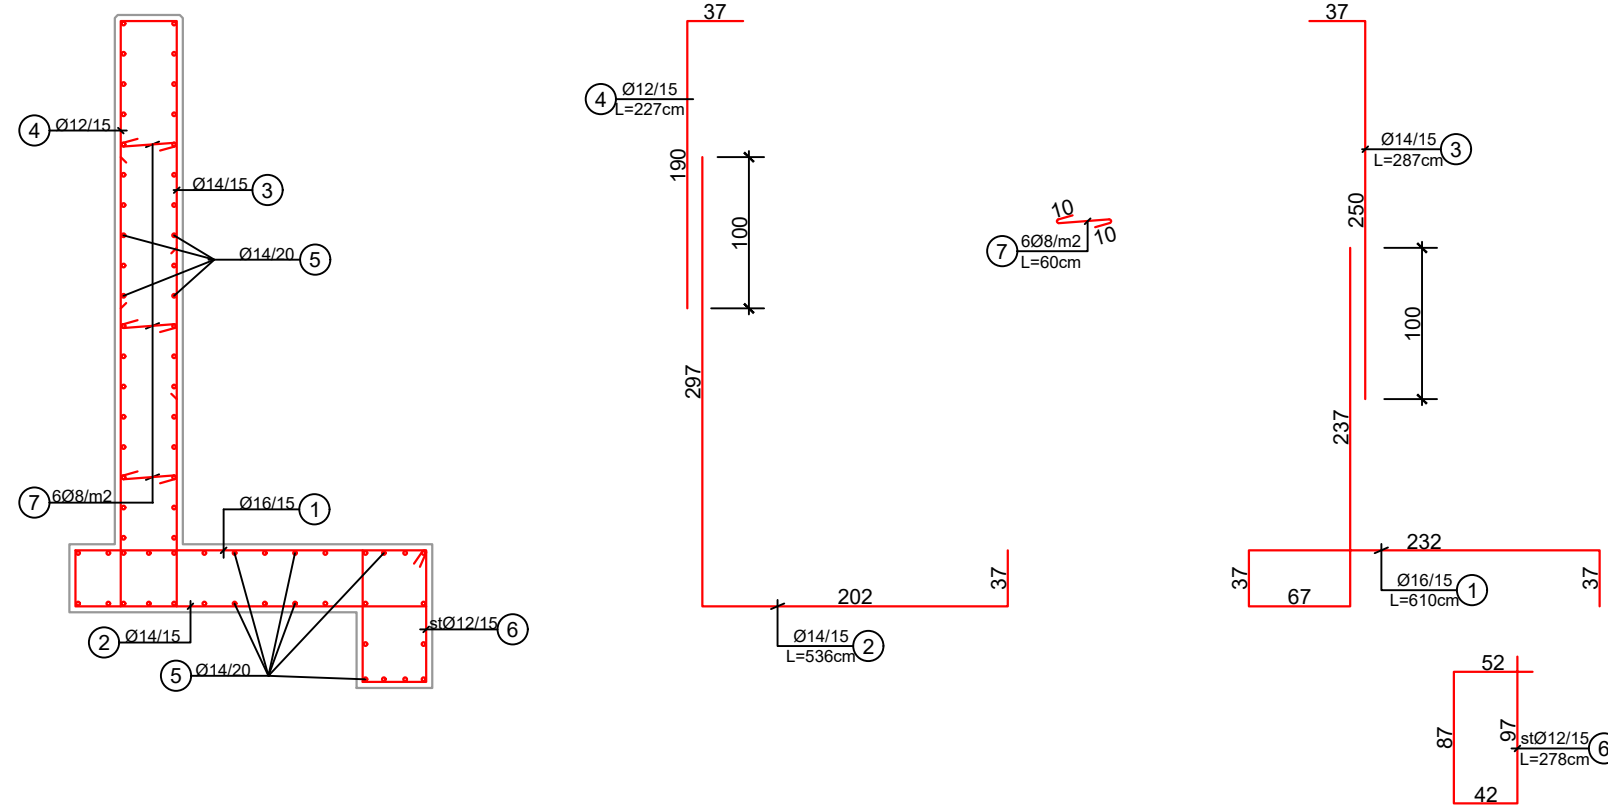 4 Ø12/15
Ø14/15 3
Ø14/20 5
7 6Ø8/m2
Ø16/15 1
2 Ø14/15
stØ12/15 6
5 Ø14/20
37
4 Ø12/15
L=227cm
190
100
297
202
37
Ø14/15
L=536cm 2
10
10
7 6Ø8/m2
L=60cm
37
Ø14/15
L=287cm 3
250
100
237
232
37
67
37
Ø16/15
L=610cm 1
52
87
97
42
stØ12/15
L=278cm 6